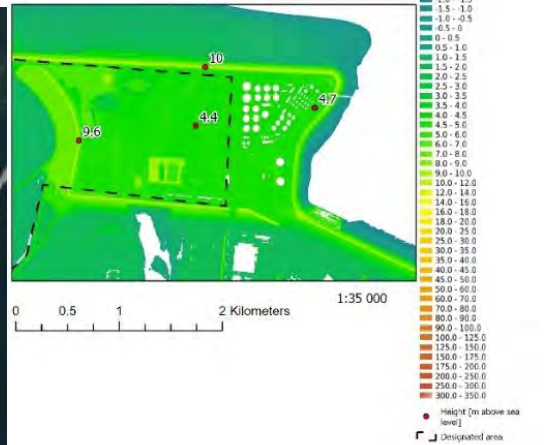 10
4.7
4.4
9.6
1:35 000
0 0.5 1 2 Kilometers
-1.5 - -1.0
-1.0 - -0.5
-0.5 - 0
0 - 0.5
0.5 - 1.0
1.0 - 1.5
1.5 - 2.0
2.0 - 2.5
2.5 - 3.0
3.0 - 3.5
3.5 - 4.0
4.0 - 4.5
4.5 - 5.0
5.0 - 6.0
6.0 - 7.0
7.0 - 8.0
8.0 - 9.0
9.0 - 10.0
10.0 - 12.0
12.0 - 14.0
14.0 - 16.0
16.0 - 18.0
18.0 - 20.0
20.0 - 25.0
25.0 - 30.0
30.0 - 35.0
35.0 - 40.0
40.0 - 45.0
45.0 - 50.0
50.0 - 60.0
60.0 - 70.0
70.0 - 80.0
80.0 - 90.0
90.0 - 100.0
100.0 - 125.0
125.0 - 150.0
150.0 - 175.0
175.0 - 200.0
200.0 - 250.0
250.0 - 300.0
300.0 - 350.0
Height [m above sea
level]
Designated area